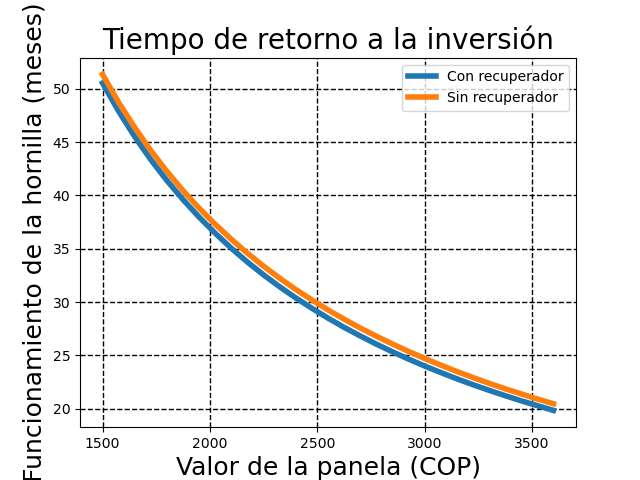 Tiempo de retorno a la inversión
Funcionamiento de la hornilla (meses)
50
45
40
35
30
25
20
Con recuperador
Sin recuperador
1500
2000
2500
3000
3500
Valor de la panela (COP)